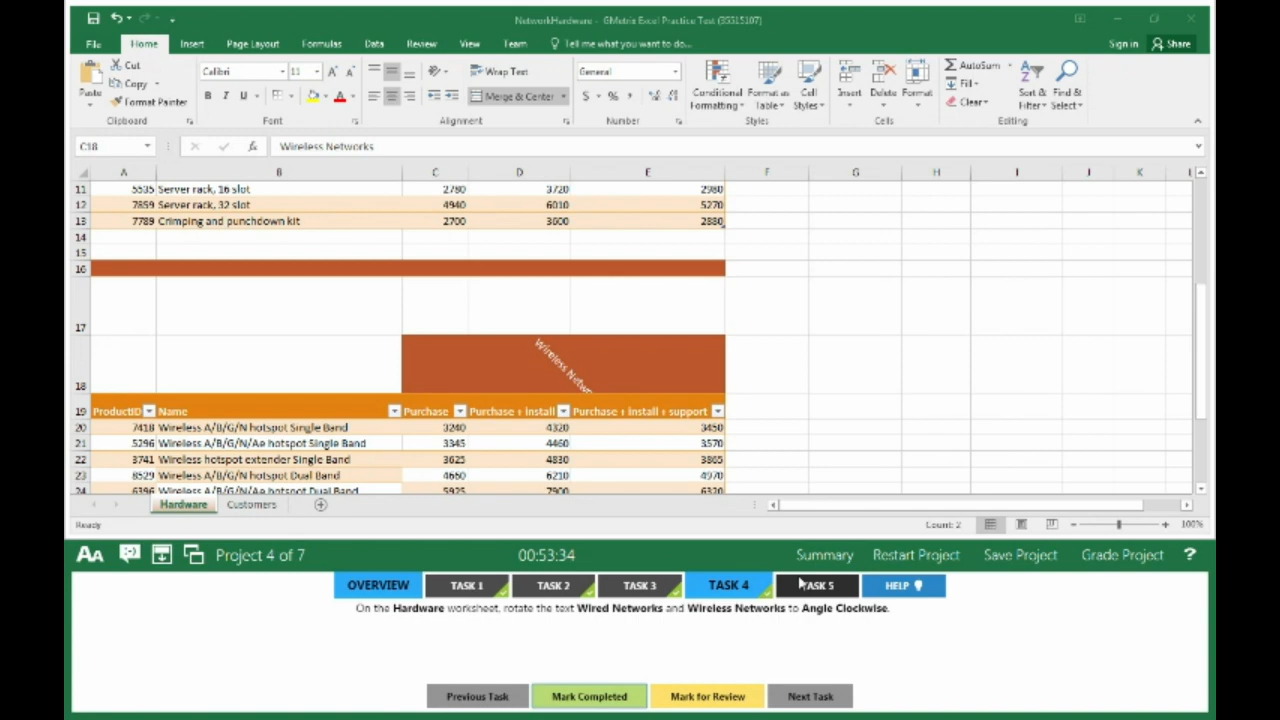 NetworkHardware - GMetrix Excel Practice Test (35515107)
File Home Insert Page Layout Formulas Data Review View Team Tell me what you want to do... Sign in Share
Paste Cut Copy Format Painter Clipboard
Calibri 11 B I U A Font
Wrap Text Merge & Center Alignment
General $ % Number
Conditional Formatting Format as Table Cell Styles Styles
Insert Delete Format Cells
AutoSum Fill Clear Sort & Filter Find & Select Editing
C18 fx Wireless Networks
A B C D E F G H I J K L
11 5535 Server rack, 16 slot 2780 3720 2980
12 7859 Server rack, 32 slot 4940 6010 5270
13 7789 Crimping and punchdown kit 2700 3600 2880
14
15
16
17
18 Wireless Netw
19 ProductID Name Purchase Purchase + install Purchase + install + support
20 7418 Wireless A/B/G/N hotspot Single Band 3240 4320 3450
21 5296 Wireless A/B/G/N/Ae hotspot Single Band 3345 4460 3570
22 3741 Wireless hotspot extender Single Band 3625 4830 3865
23 8529 Wireless A/B/G/N hotspot Dual Band 4660 6210 4970
24 6396 Wireless A/B/G/N/Ae hotspot Dual Band 5925 7900 6320
Hardware Customers
Ready Count: 2 100%
AA Project 4 of 7 00:53:34 Summary Restart Project Save Project Grade Project ?
OVERVIEW TASK 1 TASK 2 TASK 3 TASK 4 TASK 5 HELP
On the Hardware worksheet, rotate the text Wired Networks and Wireless Networks to Angle Clockwise.
Previous Task Mark Completed Mark for Review Next Task